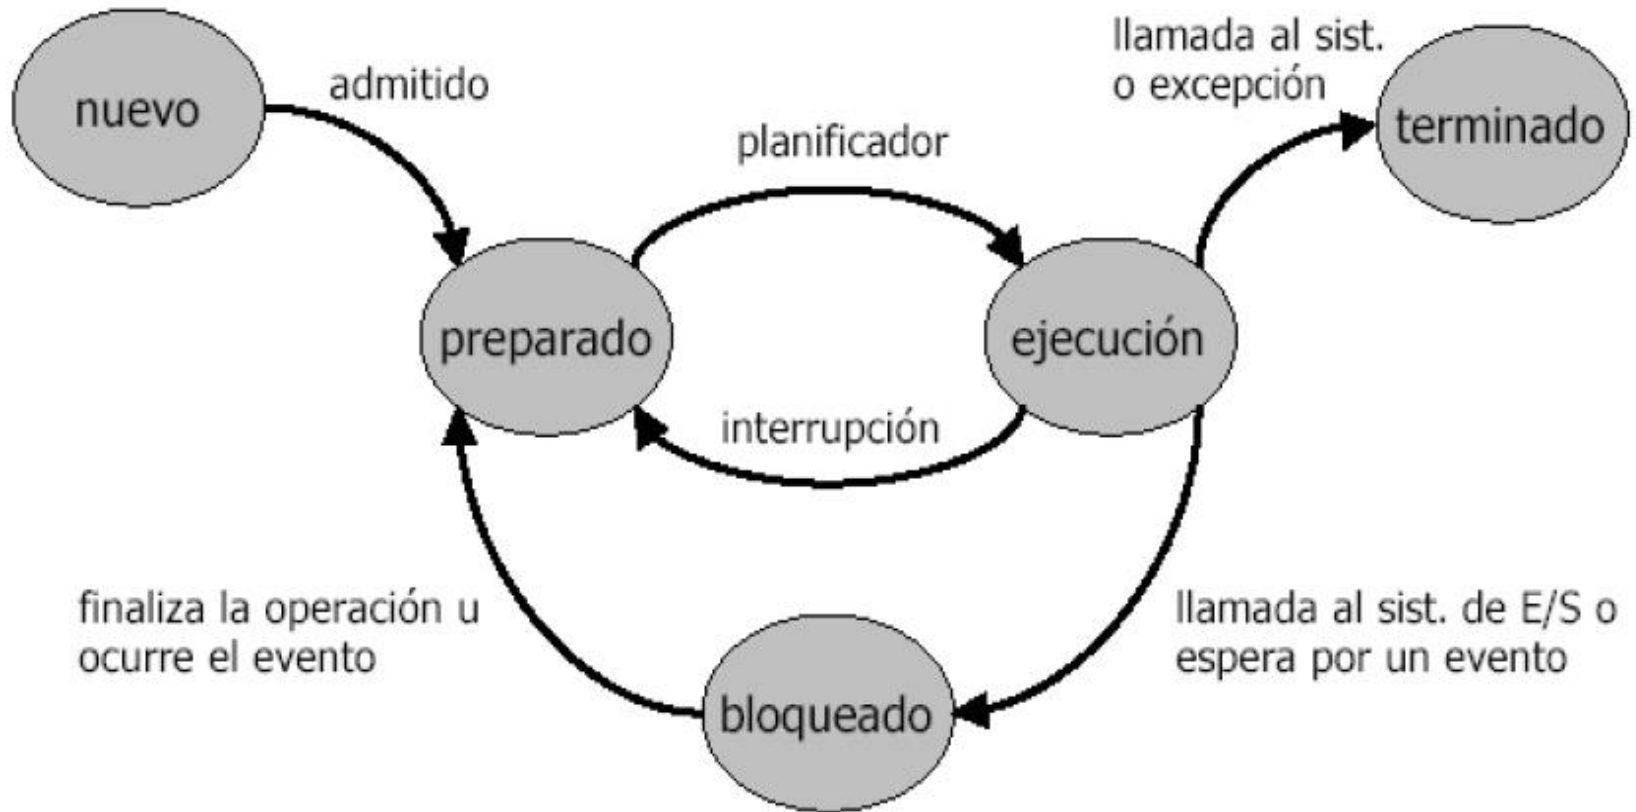 nuevo
admitido
planificador
llamada al sist.
o excepción
terminado
preparado
ejecución
interrupción
finaliza la operación u
ocurre el evento
bloqueado
llamada al sist. de E/S o
espera por un evento